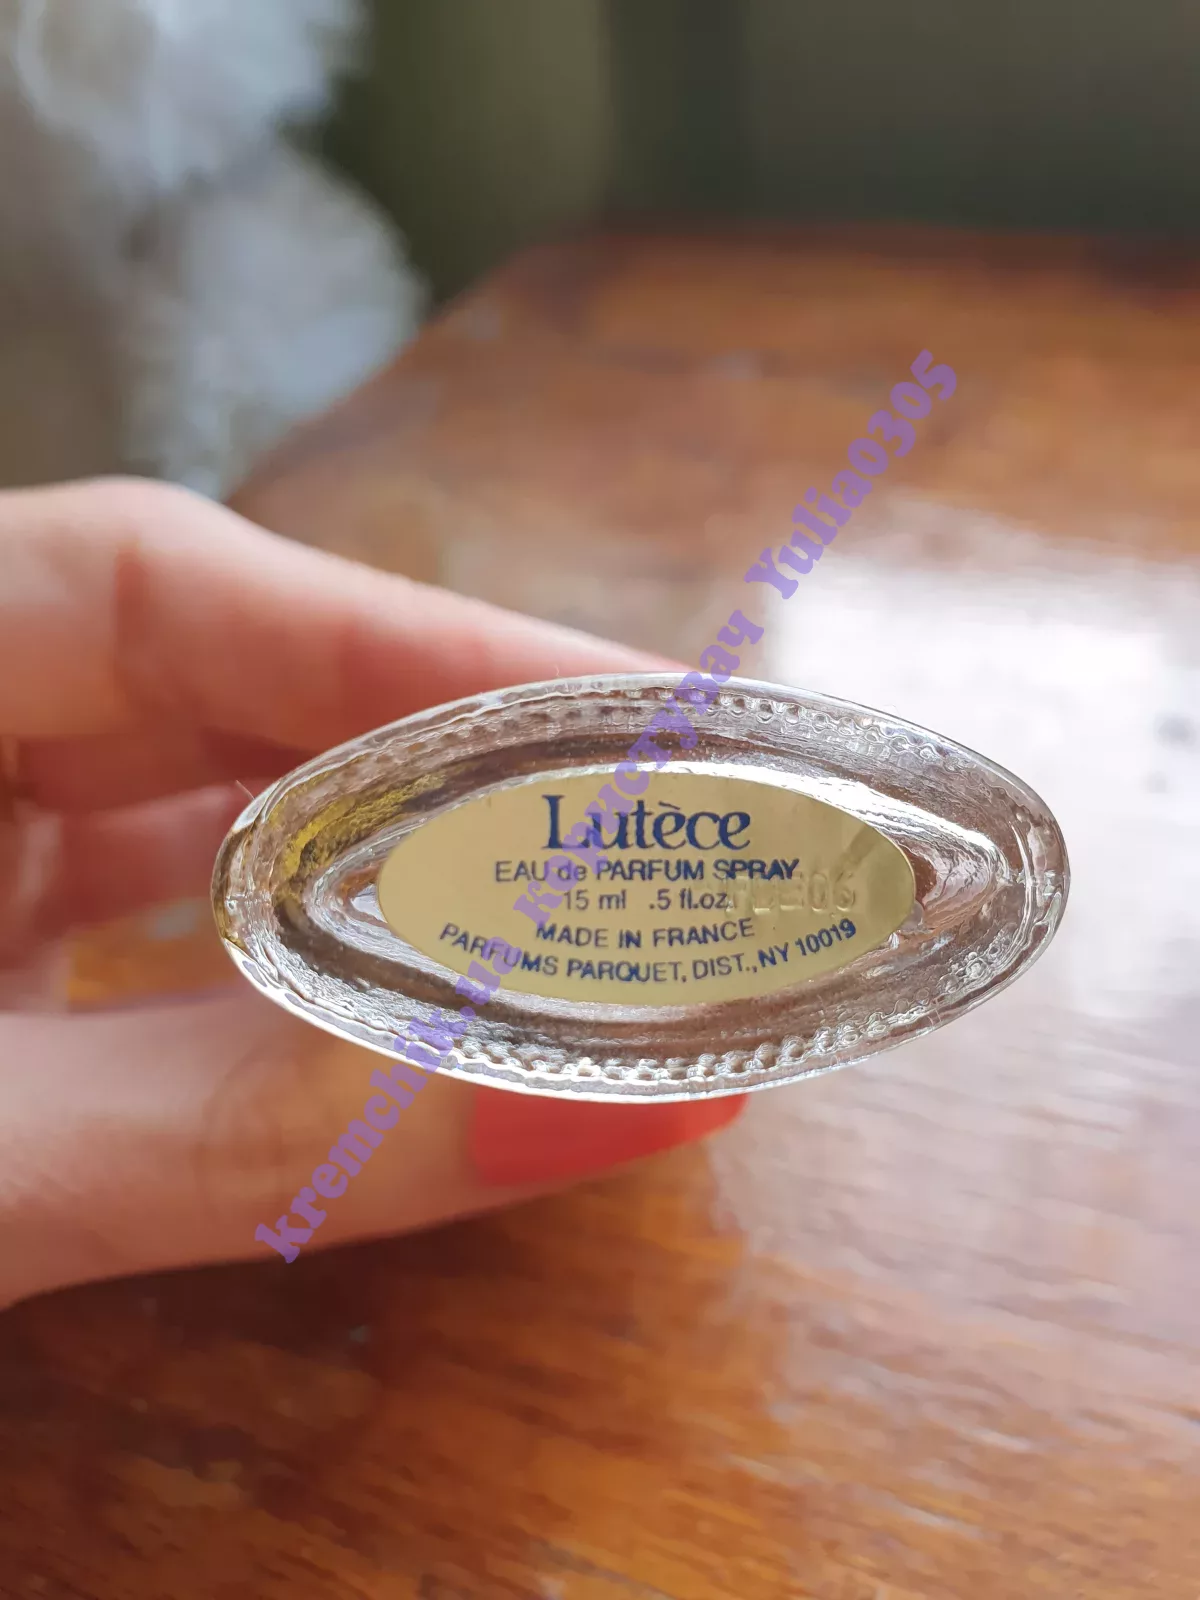 Lutèce
EAU de PARFUM SPRAY
15 ml .5 fl.oz.
MADE IN FRANCE
PARFUMS PARQUET, DIST., NY 10019
kremchik.ua користувач Yulia0305